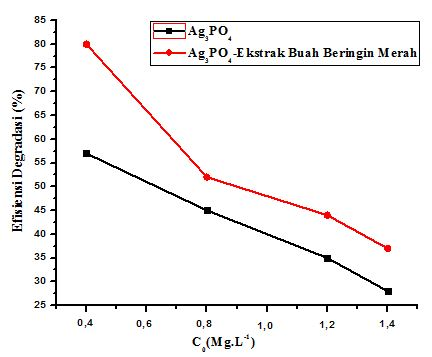 Ag₃PO₄
Ag₃PO₄-Ekstrak Buah Beringin Merah
85
80
75
70
65
60
55
50
45
40
35
30
25
Efisiensi Degradasi (%)
0,4 0,6 0,8 1,0 1,2 1,4
C₀(Mg.L⁻¹)